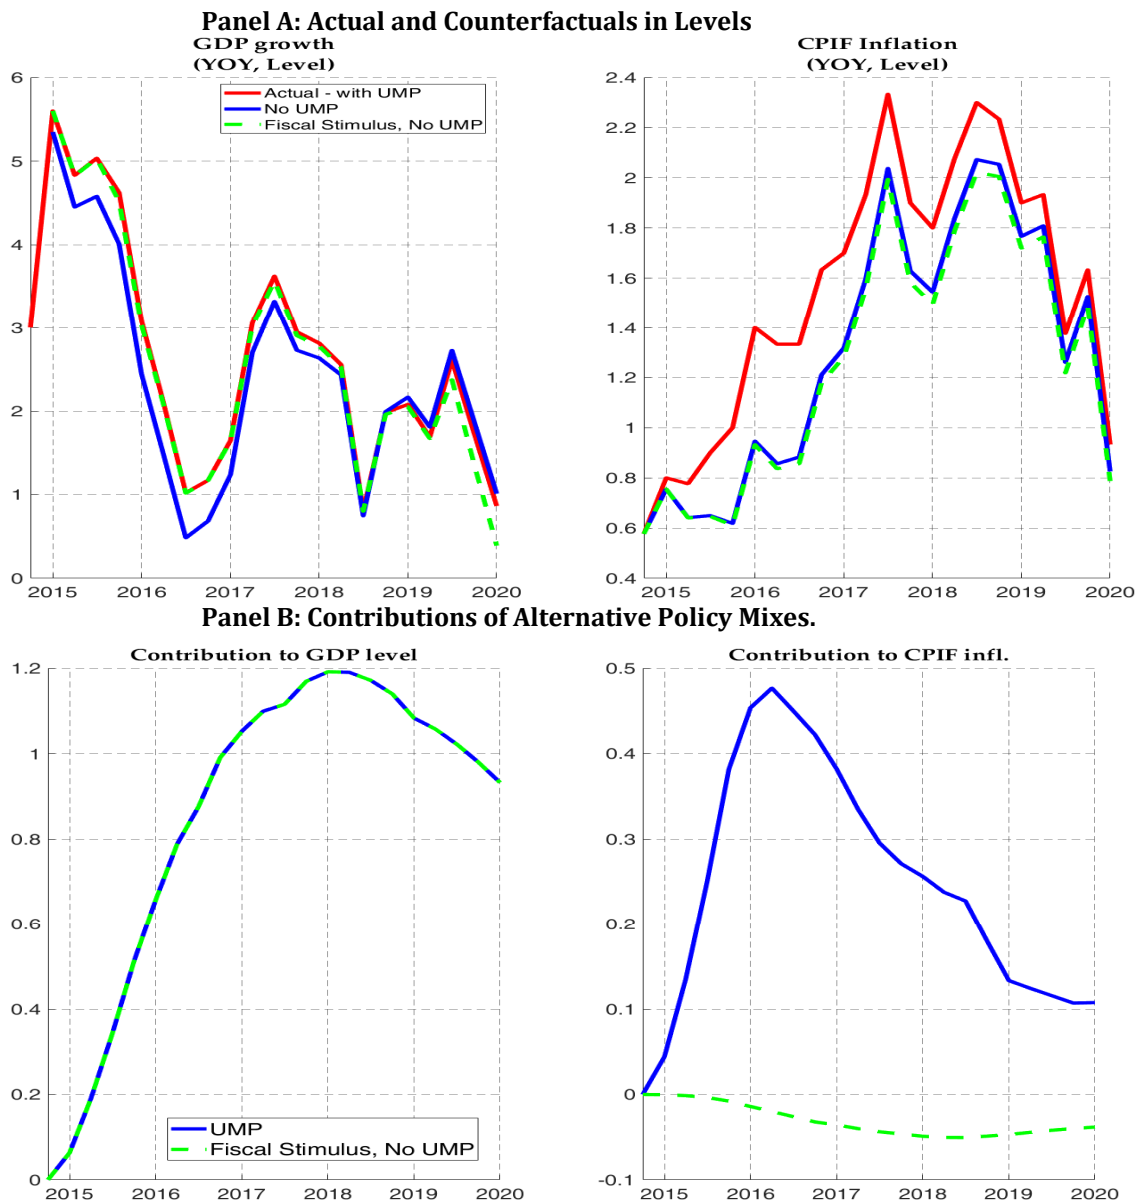 Panel A: Actual and Counterfactuals in Levels
GDP growth
(YOY, Level)
CPIF Inflation
(YOY, Level)
6
5
4
3
2
1
0
Actual - with UMP
No UMP
Fiscal Stimulus, No UMP
2015 2016 2017 2018 2019 2020
2.4
2.2
2
1.8
1.6
1.4
1.2
1
0.8
0.6
0.4
2015 2016 2017 2018 2019 2020
Panel B: Contributions of Alternative Policy Mixes.
Contribution to GDP level
Contribution to CPIF infl.
1.2
1
0.8
0.6
0.4
0.2
0
UMP
Fiscal Stimulus, No UMP
2015 2016 2017 2018 2019 2020
0.5
0.4
0.3
0.2
0.1
0
-0.1
2015 2016 2017 2018 2019 2020